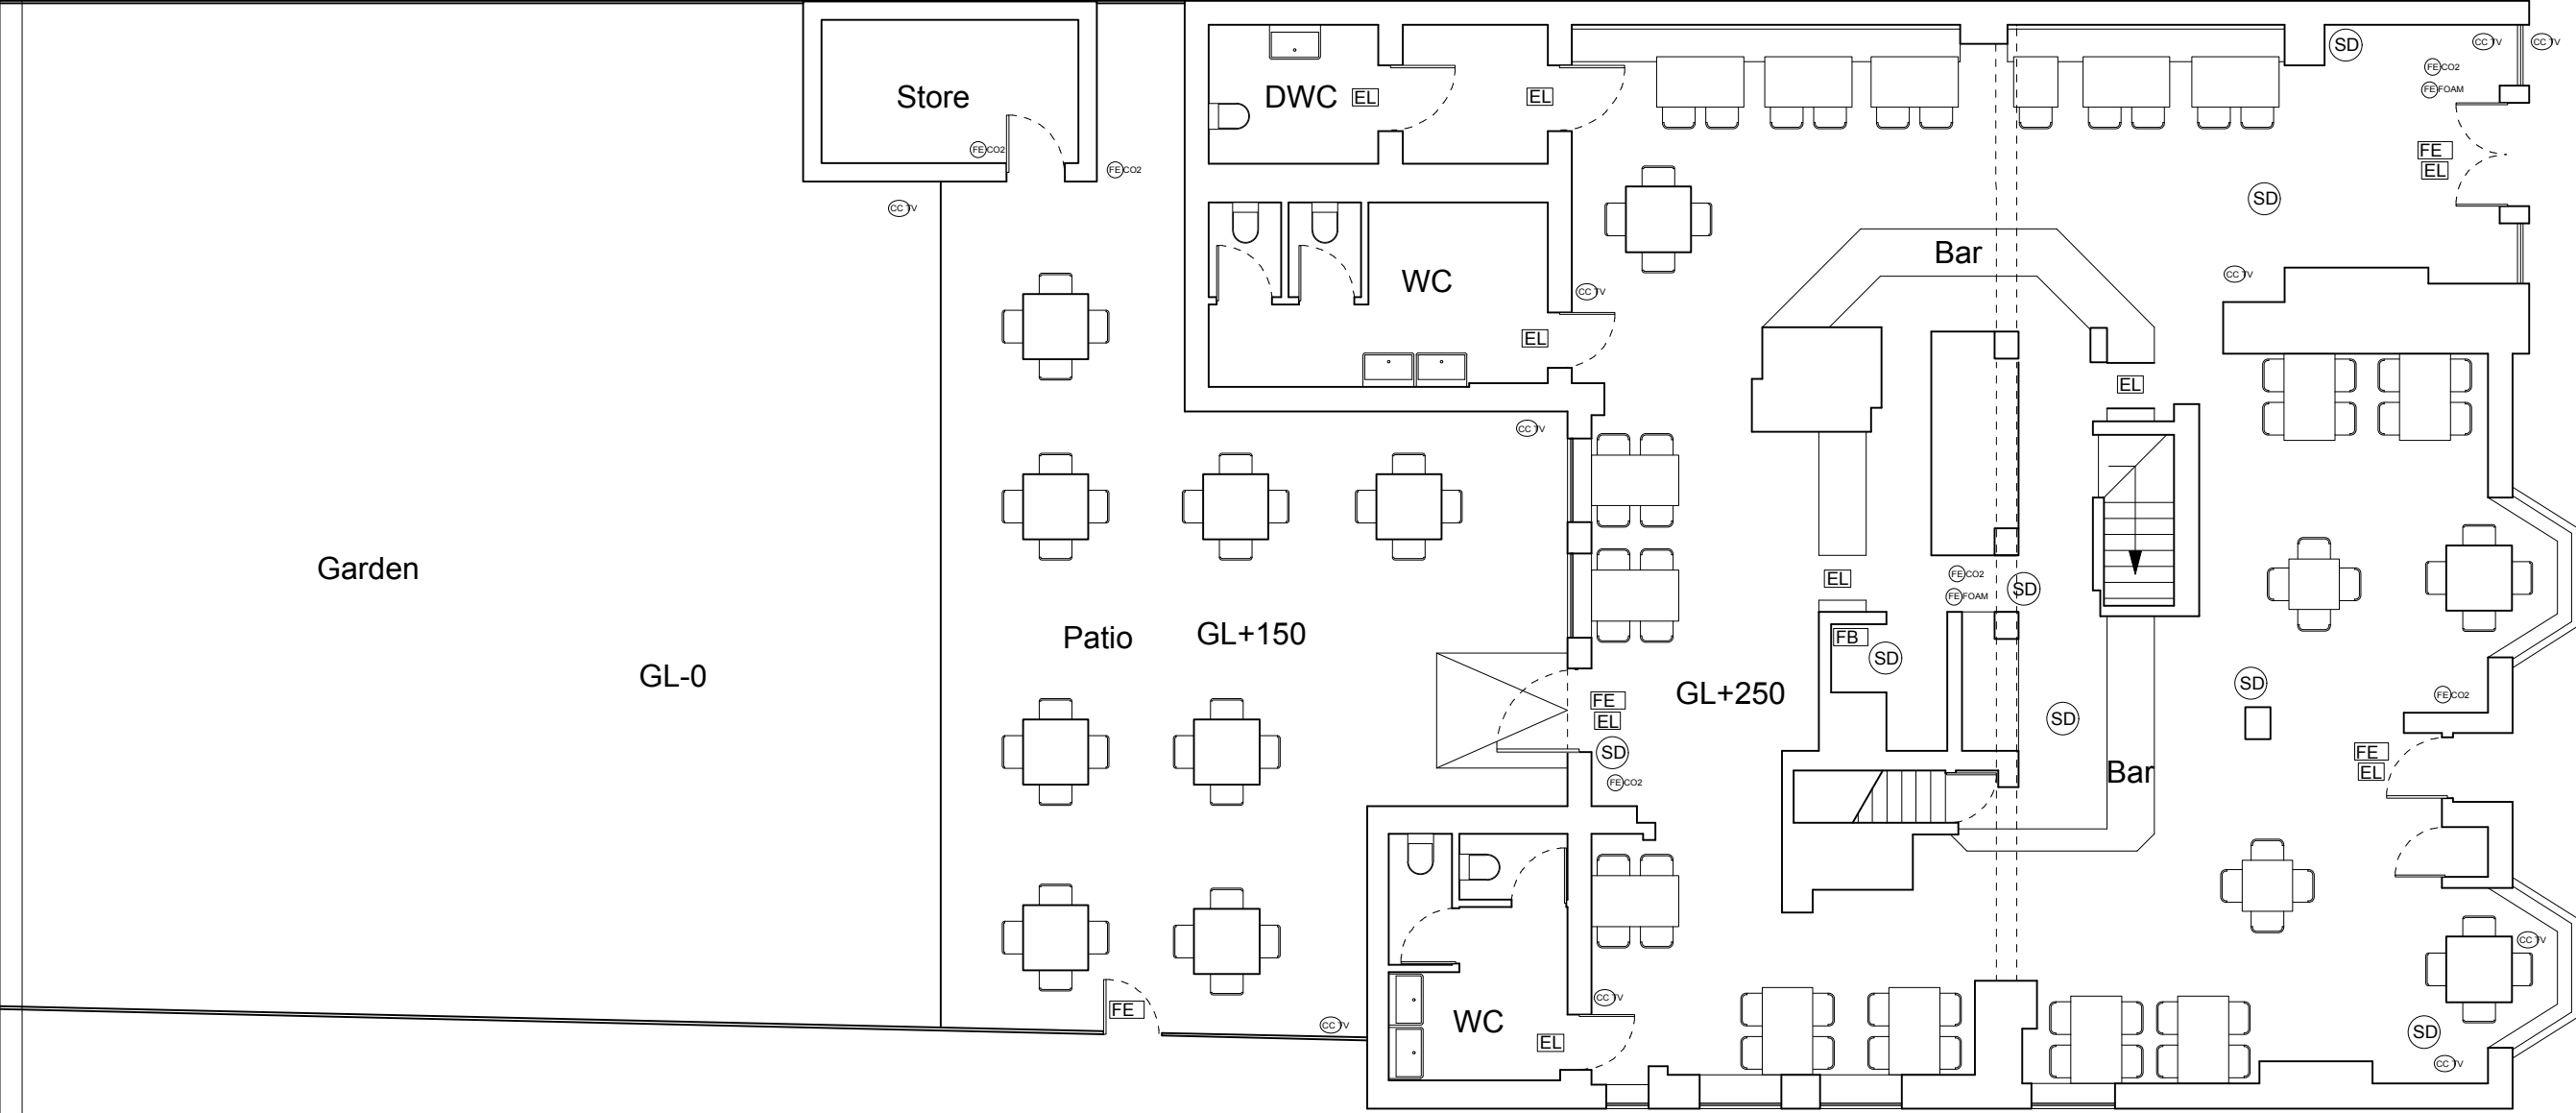 SD
CC TV
CC TV
FE CO2
FE FOAM
Store
DWC
EL
EL
FE CO2
FE
EL
FE CO2
SD
CC TV
Bar
WC
CC TV
CC TV
EL
EL
CC TV
Garden
EL
FE CO2
FE FOAM
SD
Patio
GL+150
FB
SD
GL-0
GL+250
SD
FE CO2
FE
EL
SD
SD
FE CO2
Bar
FE
EL
CC TV
CC TV
FE
CC TV
WC
EL
SD
CC TV